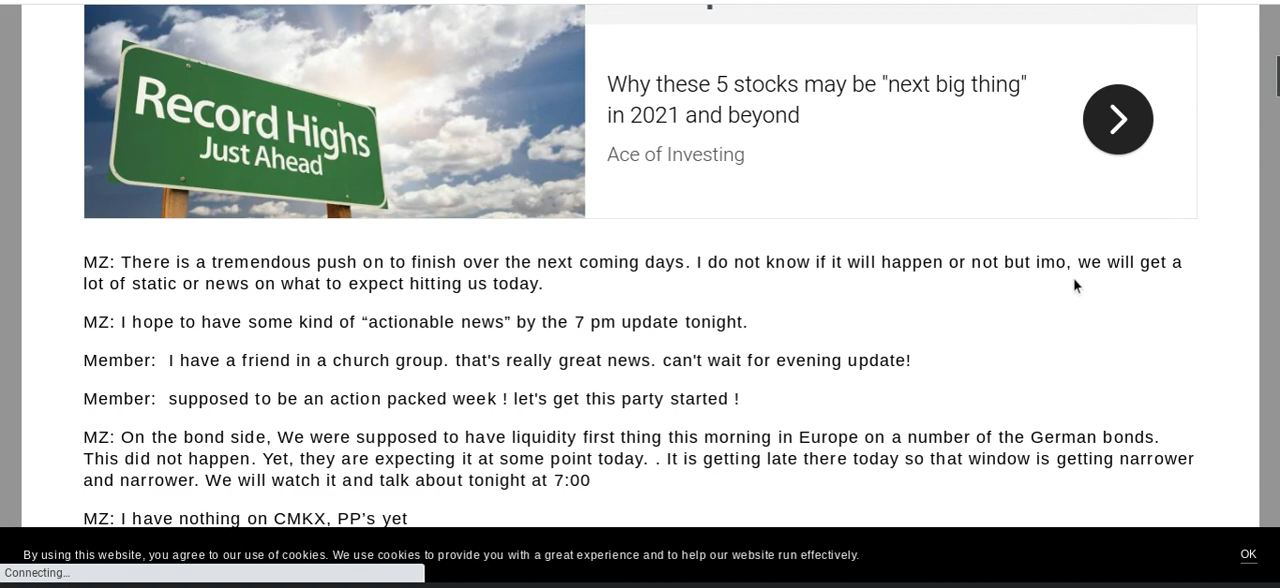 Record Highs
Just Ahead
Why these 5 stocks may be "next big thing"
in 2021 and beyond
Ace of Investing
MZ: There is a tremendous push on to finish over the next coming days. I do not know if it will happen or not but imo, we will get a
lot of static or news on what to expect hitting us today.
MZ: I hope to have some kind of “actionable news” by the 7 pm update tonight.
Member:  I have a friend in a church group. that's really great news. can't wait for evening update!
Member:  supposed to be an action packed week ! let's get this party started !
MZ: On the bond side, We were supposed to have liquidity first thing this morning in Europe on a number of the German bonds.
This did not happen. Yet, they are expecting it at some point today. . It is getting late there today so that window is getting narrower
and narrower. We will watch it and talk about tonight at 7:00
MZ: I have nothing on CMKX, PP’s yet
By using this website, you agree to our use of cookies. We use cookies to provide you with a great experience and to help our website run effectively.
OK
Connecting…